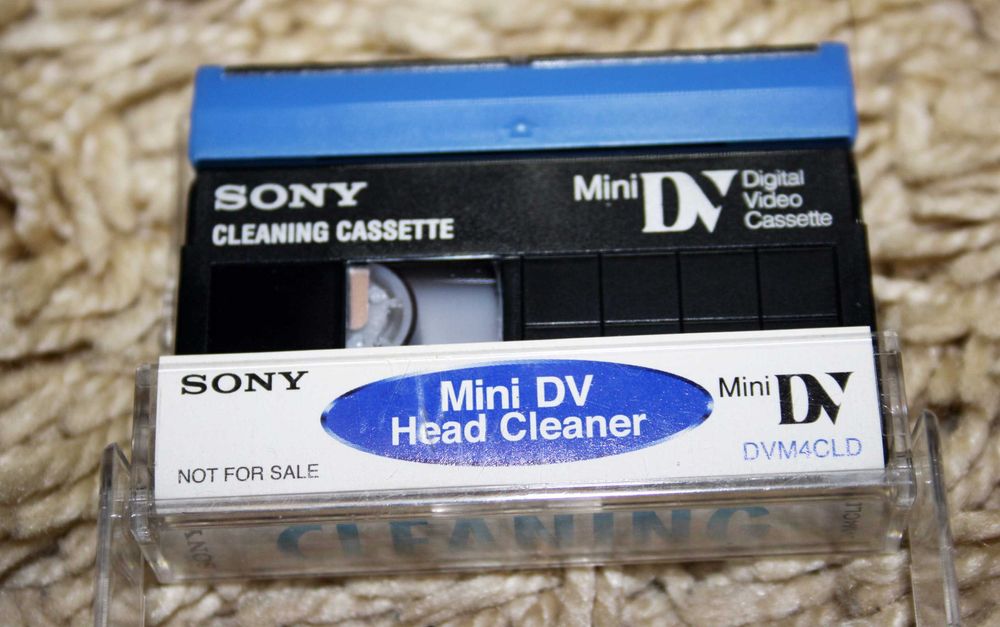 SONY
CLEANING CASSETTE
Mini DV
Digital
Video
Cassette
SONY
Mini DV
Head Cleaner
Mini DV
NOT FOR SALE
DVM4CLD
CLEANING
SONY